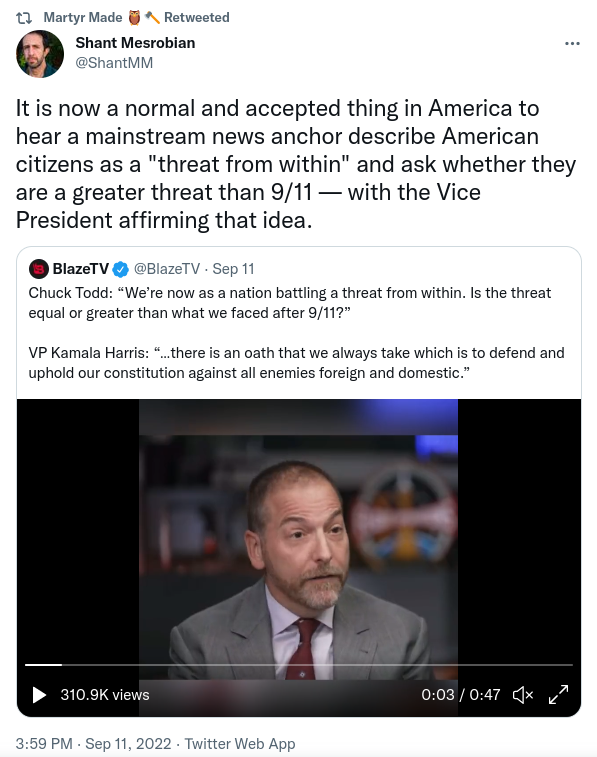 Martyr Made 🦉🪓 Retweeted
Shant Mesrobian
@ShantMM
It is now a normal and accepted thing in America to
hear a mainstream news anchor describe American
citizens as a "threat from within" and ask whether they
are a greater threat than 9/11 — with the Vice
President affirming that idea.
BlazeTV @BlazeTV · Sep 11
Chuck Todd: “We’re now as a nation battling a threat from within. Is the threat
equal or greater than what we faced after 9/11?”
VP Kamala Harris: “...there is an oath that we always take which is to defend and
uphold our constitution against all enemies foreign and domestic.”
310.9K views
0:03 / 0:47
3:59 PM · Sep 11, 2022 · Twitter Web App